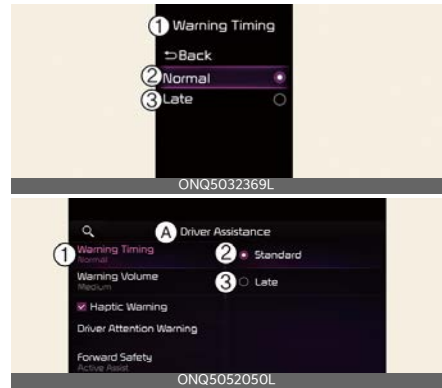 ① Warning Timing
⮌Back
② Normal
③ Late
ONQ5032369L
Ⓐ Driver Assistance
① Warning Timing
Normal
② Standard
Warning Volume
Medium
③ Late
Haptic Warning
Driver Attention Warning
Forward Safety
Active Assist
ONQ5052050L